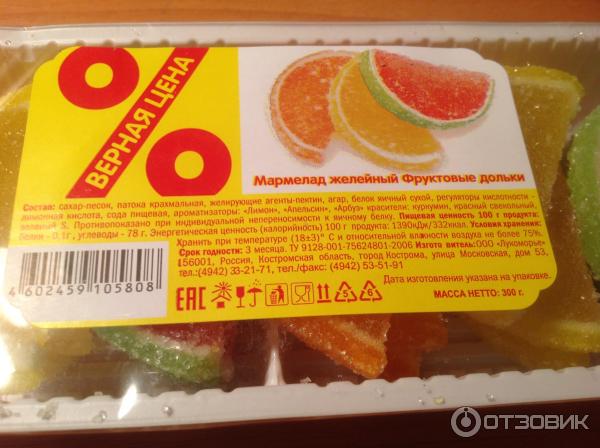 %
ВЕРНАЯ ЦЕНА
Мармелад желейный Фруктовые дольки
Состав: сахар-песок, патока крахмальная, желирующие агенты-пектин, агар, белок яичный сухой, регуляторы кислотности -
лимонная кислота, сода пищевая, ароматизаторы: «Лимон», «Апельсин», «Арбуз» красители: куркумин, красный свекольный,
зеленый S. Противопоказано при индивидуальной непереносимости к яичному белку. Пищевая ценность 100 г продукта:
белки - 0,1г, углеводы - 78 г. Энергетическая ценность (калорийность) 100 г продукта: 1390кДж/332ккал. Условия хранения:
Хранить при температуре (18±3)° С и относительной влажности воздуха не более 75%.
Срок годности: 3 месяца. ТУ 9128-001-75624801-2006 Изгото витель:ООО «Лукоморье»
156001, Россия, Костромская область, город Кострома, улица Московская, дом 53,
тел.:(4942) 33-21-71, тел./факс: (4942) 53-51-91
Дата изготовления указана на упаковке.
4 602459 105808
EAC
5
6
МАССА НЕТТО: 300 г.
ОТЗОВИК